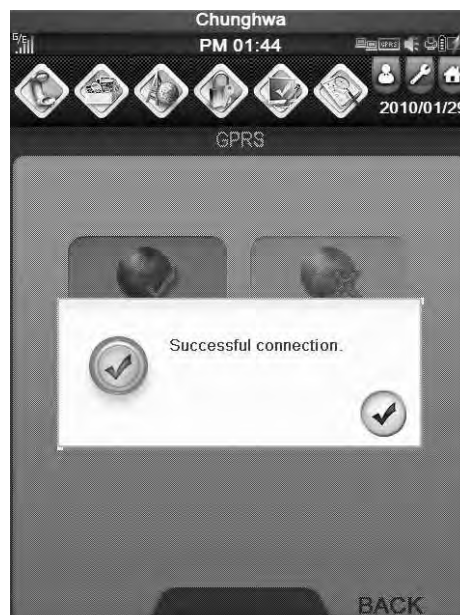 Chunghwa
G/E
PM 01:44
GPRS
2010/01/29
GPRS
Successful connection.
BACK